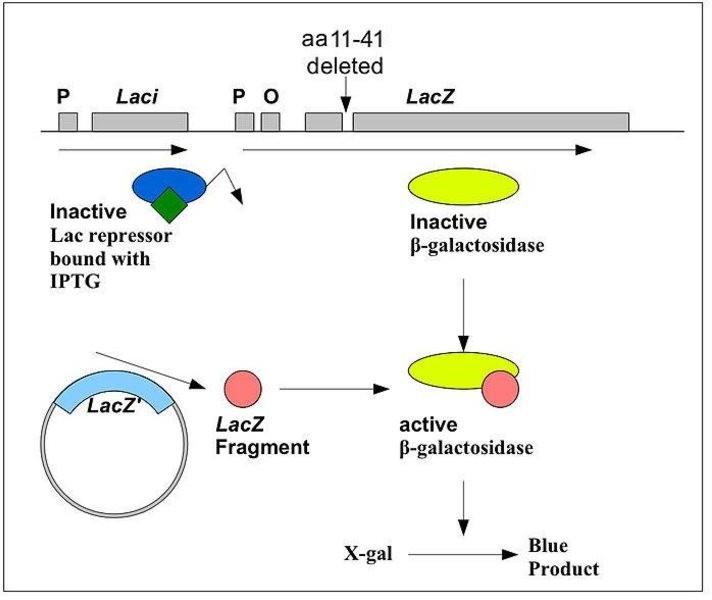 aa11-41
deleted
P Laci P O LacZ
Inactive
Lac repressor
bound with
IPTG
Inactive
β-galactosidase
LacZ'
LacZ
Fragment
active
β-galactosidase
X-gal
Blue
Product